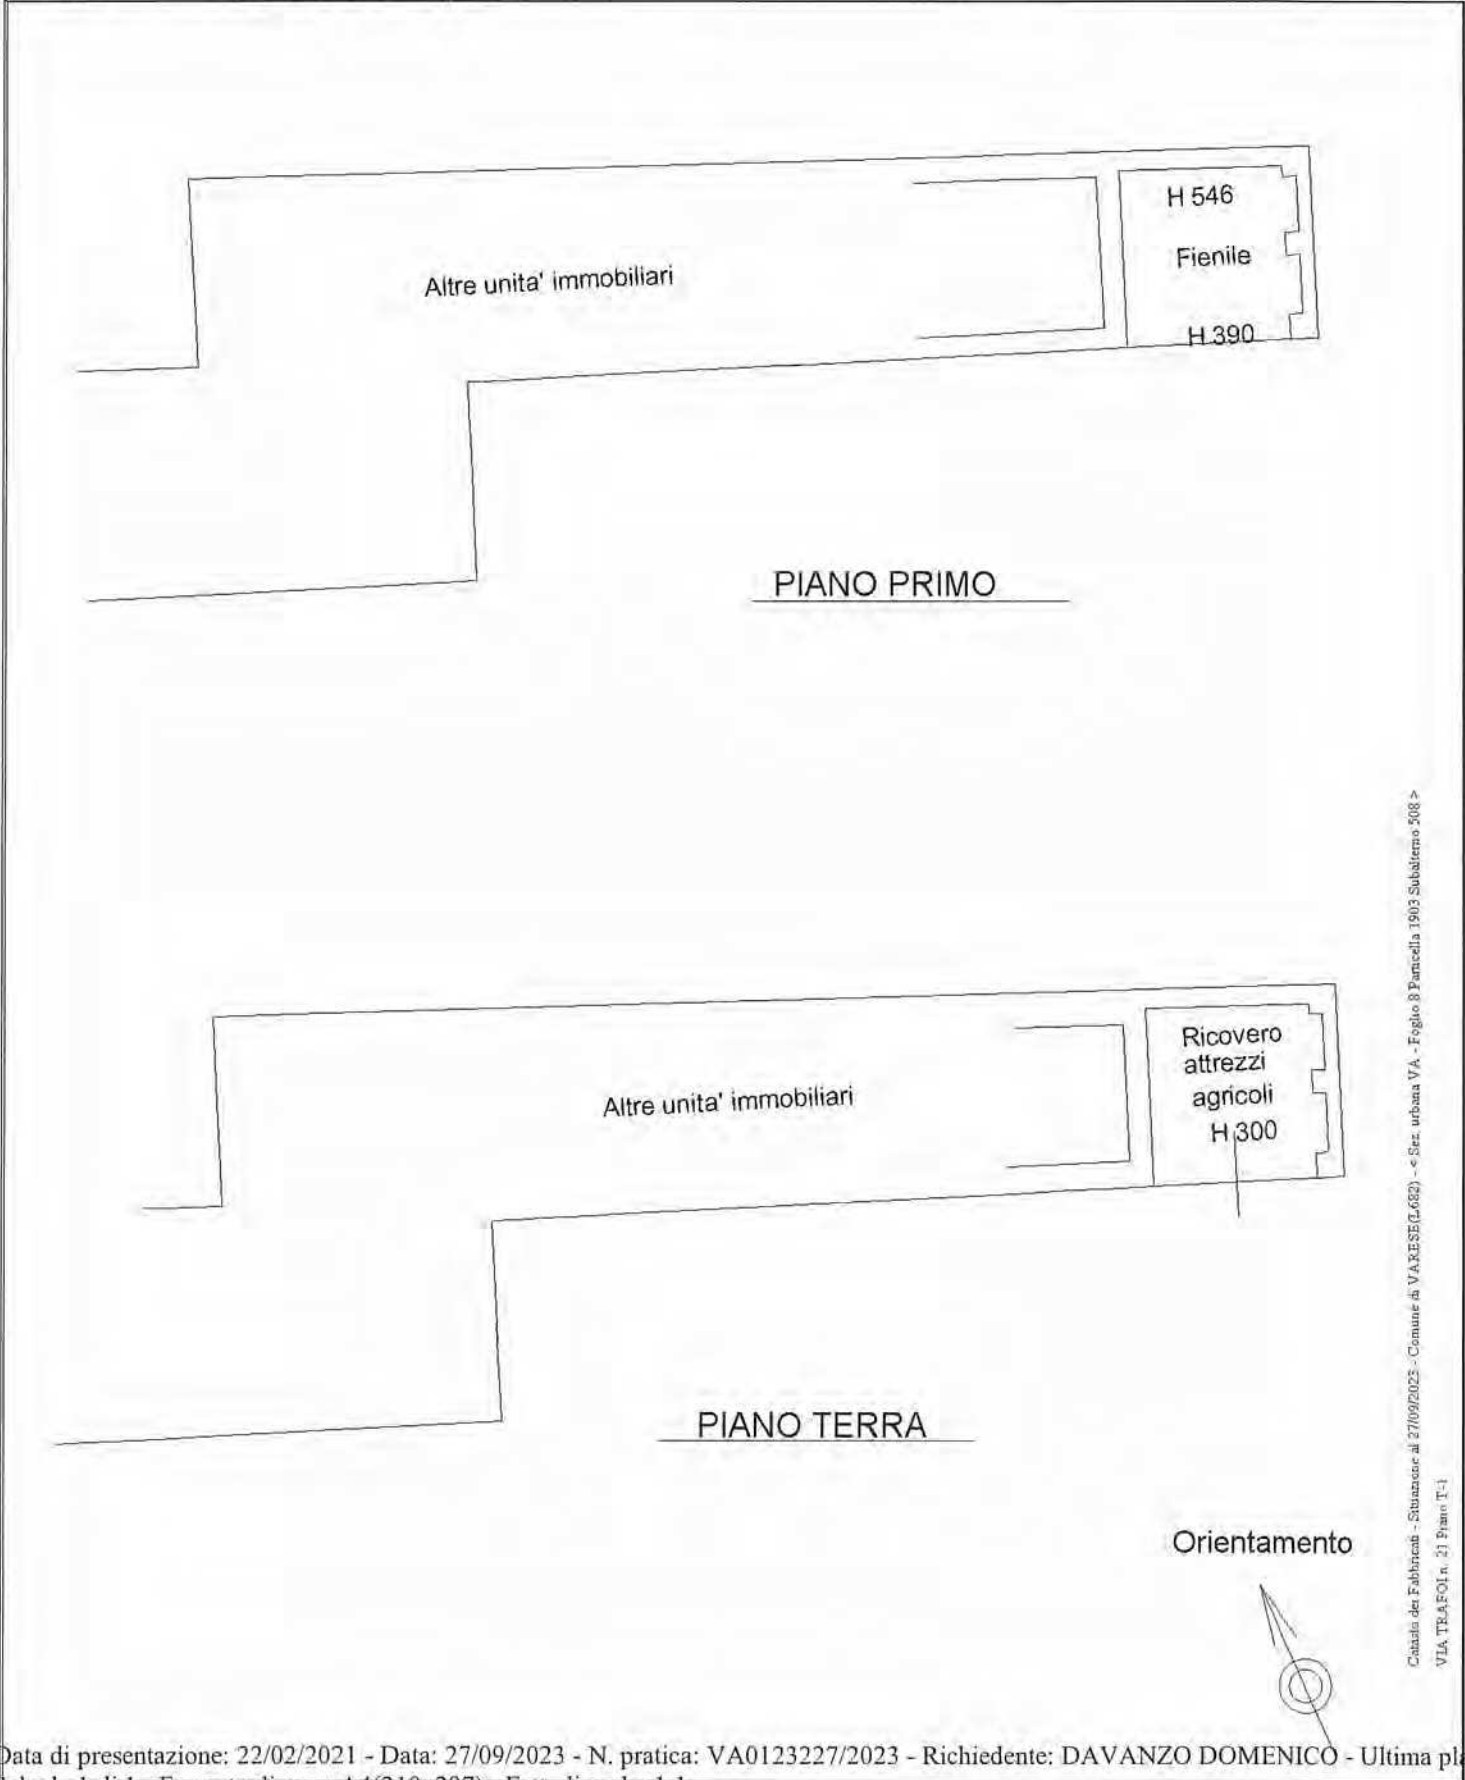 H 546
Fienile
Altre unita' immobiliari
H 390
PIANO PRIMO
Ricovero
attrezzi
agricoli
H 300
Altre unita' immobiliari
PIANO TERRA
Orientamento
Catasto dei Fabbricati - Situazione al 27/09/2023 - Comune di VARESE(L682) - < Sez. urbana VA - Foglio 8 Particella 1903 Subalterno 508 >
VIA TRAFOI n. 21 Piano T-1
Data di presentazione: 22/02/2021 - Data: 27/09/2023 - N. pratica: VA0123227/2023 - Richiedente: DAVANZO DOMENICO - Ultima pla